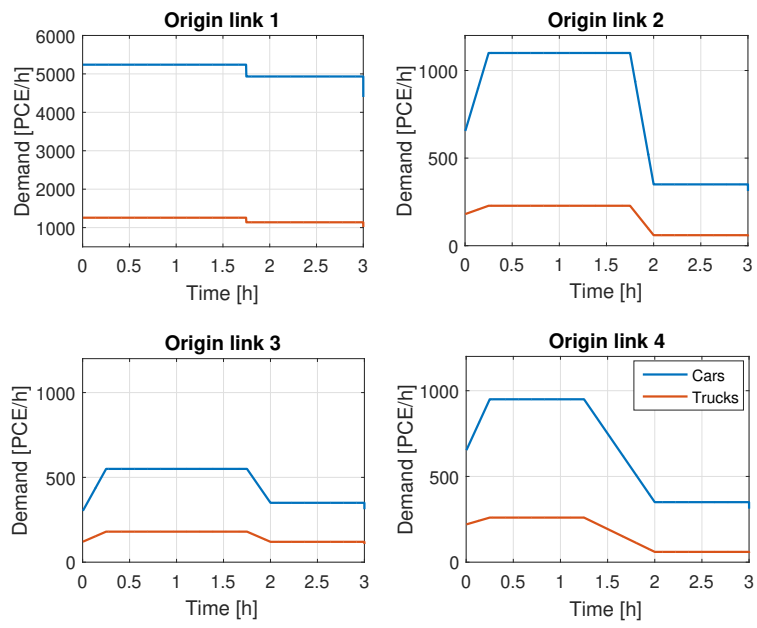 Origin link 1
Demand [PCE/h]
6000
5000
4000
3000
2000
1000
0 0.5 1 1.5 2 2.5 3
Time [h]
Origin link 2
Demand [PCE/h]
1000
500
0
0 0.5 1 1.5 2 2.5 3
Time [h]
Origin link 3
Demand [PCE/h]
1000
500
0
0 0.5 1 1.5 2 2.5 3
Time [h]
Origin link 4
Demand [PCE/h]
1000
500
0
Cars
Trucks
0 0.5 1 1.5 2 2.5 3
Time [h]